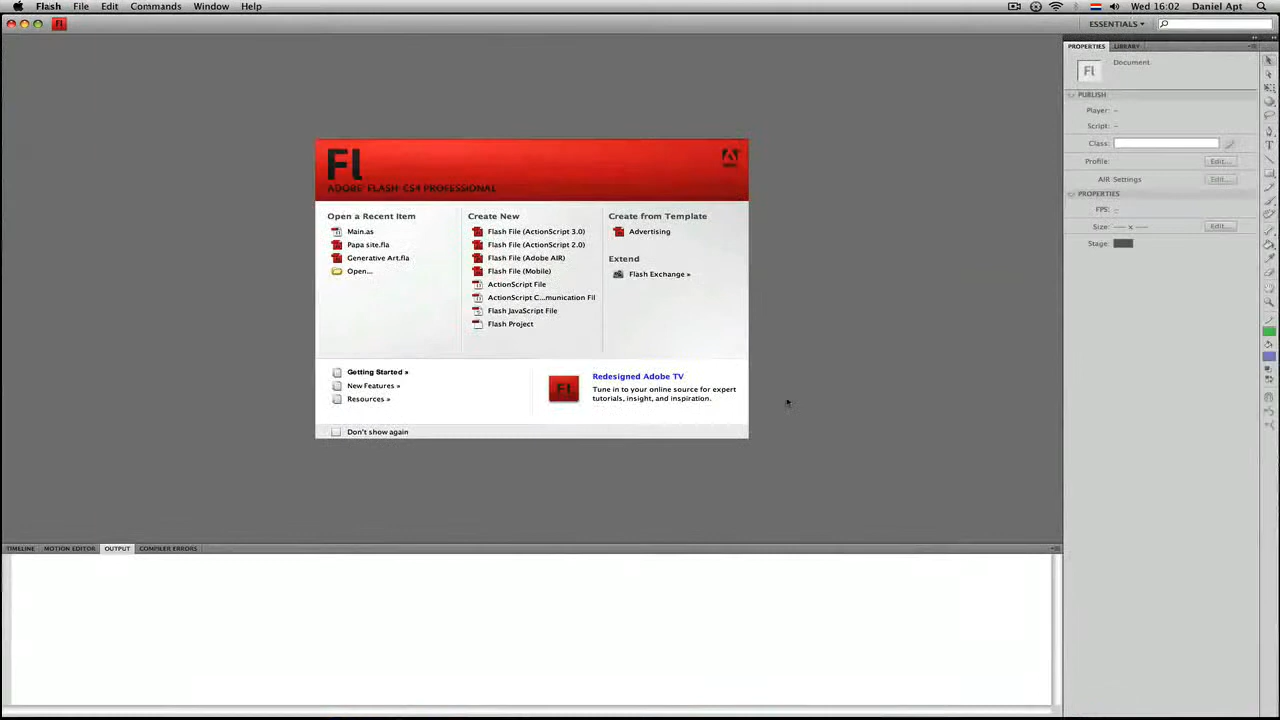 Flash File Edit Commands Window Help Wed 16:02 Daniel Apt
Fl ESSENTIALS
PROPERTIES LIBRARY
Fl Document
PUBLISH
Player: –
Script: –
Class:
Profile: Edit...
AIR Settings Edit...
PROPERTIES
FPS: --
Size: -- x -- Edit...
Stage:
Fl
ADOBE FLASH CS4 PROFESSIONAL
Open a Recent Item
Main.as
Papa site.fla
Generative Art.fla
Open...
Create New
Flash File (ActionScript 3.0)
Flash File (ActionScript 2.0)
Flash File (Adobe AIR)
Flash File (Mobile)
ActionScript File
ActionScript C...munication Fil
Flash JavaScript File
Flash Project
Create from Template
Advertising
Extend
Flash Exchange »
Getting Started »
New Features »
Resources »
Fl
Redesigned Adobe TV
Tune in to your online source for expert
tutorials, insight, and inspiration.
Don't show again
TIMELINE MOTION EDITOR OUTPUT COMPILER ERRORS